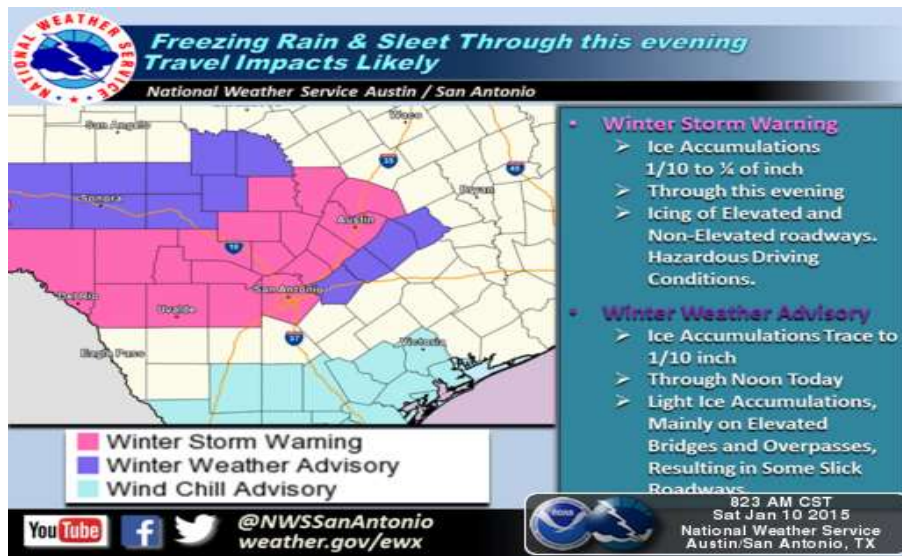 NATIONAL WEATHER SERVICE
Freezing Rain & Sleet Through this evening
Travel Impacts Likely
National Weather Service Austin / San Antonio
San Angelo
Waco
35
45
Sonora
Bryan
Austin
10
Del Rio
San Antonio
Uvalde
37
Eagle Pass
Victoria
• Winter Storm Warning
➢ Ice Accumulations
1/10 to ¼ of inch
➢ Through this evening
➢ Icing of Elevated and
Non-Elevated roadways.
Hazardous Driving
Conditions.
• Winter Weather Advisory
➢ Ice Accumulations Trace to
1/10 inch
➢ Through Noon Today
➢ Light Ice Accumulations,
Mainly on Elevated
Bridges and Overpasses,
Resulting in Some Slick
Roadways
Winter Storm Warning
Winter Weather Advisory
Wind Chill Advisory
YouTube
f
@NWSSanAntonio
weather.gov/ewx
NOAA
823 AM CST
Sat Jan 10 2015
National Weather Service
Austin/San Antonio, TX